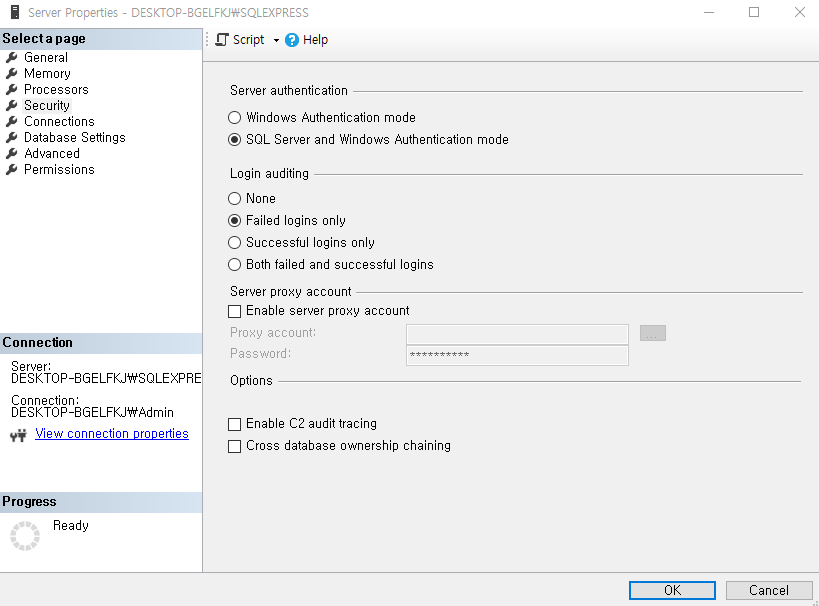 Server Properties - DESKTOP-BGELFKJ₩SQLEXPRESS
Select a page
General
Memory
Processors
Security
Connections
Database Settings
Advanced
Permissions
Script
Help
Server authentication
Windows Authentication mode
SQL Server and Windows Authentication mode
Login auditing
None
Failed logins only
Successful logins only
Both failed and successful logins
Server proxy account
Enable server proxy account
Proxy account:
...
Password:
**********
Options
Enable C2 audit tracing
Cross database ownership chaining
Connection
Server:
DESKTOP-BGELFKJ₩SQLEXPRE
Connection:
DESKTOP-BGELFKJ₩Admin
View connection properties
Progress
Ready
OK
Cancel